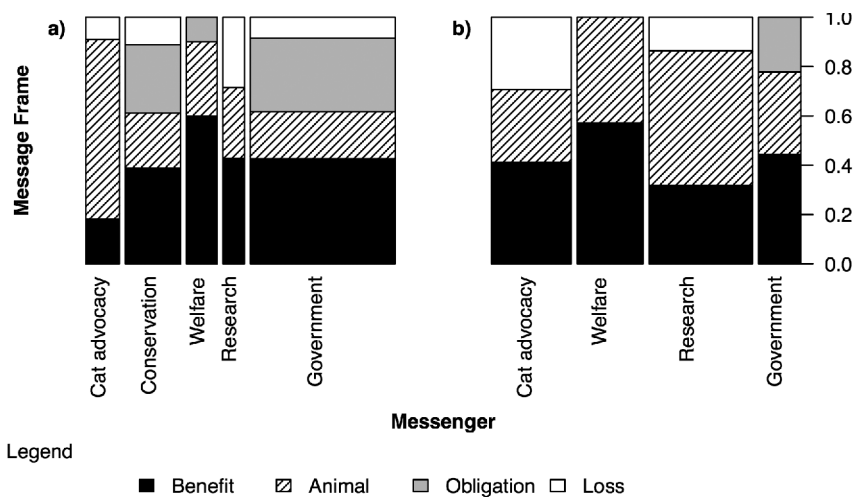 a)
b)
Message Frame
1.0
0.8
0.6
0.4
0.2
0.0
Cat advocacy
Conservation
Welfare
Research
Government
Cat advocacy
Welfare
Research
Government
Messenger
Legend
Benefit Animal Obligation Loss